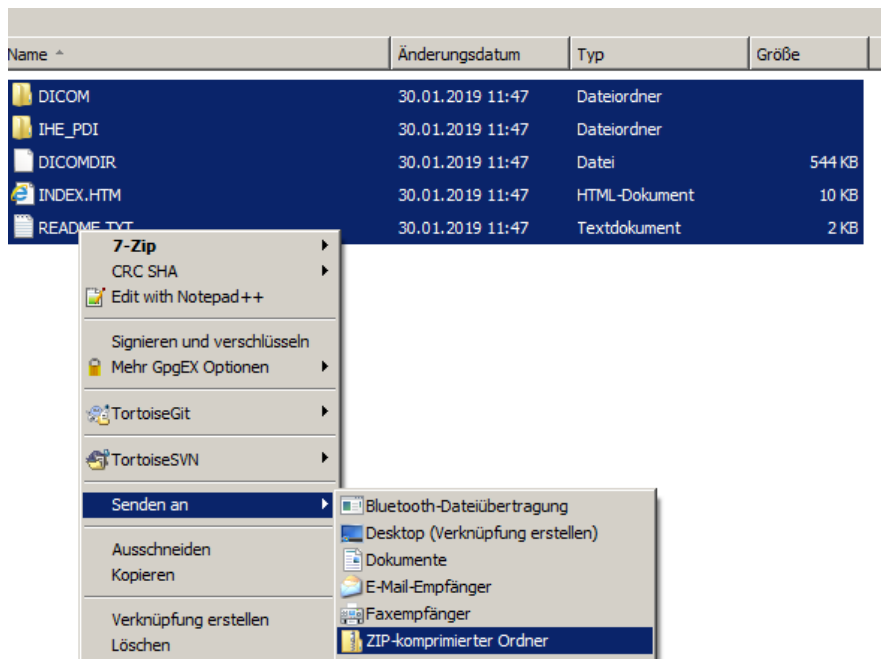 Name Änderungsdatum Typ Größe
DICOM 30.01.2019 11:47 Dateiordner
IHE_PDI 30.01.2019 11:47 Dateiordner
DICOMDIR 30.01.2019 11:47 Datei 544 KB
INDEX.HTM 30.01.2019 11:47 HTML-Dokument 10 KB
README.TXT 30.01.2019 11:47 Textdokument 2 KB
7-Zip
CRC SHA
Edit with Notepad++
Signieren und verschlüsseln
Mehr GpgEX Optionen
TortoiseGit
TortoiseSVN
Senden an
Ausschneiden
Kopieren
Verknüpfung erstellen
Löschen
Bluetooth-Dateiübertragung
Desktop (Verknüpfung erstellen)
Dokumente
E-Mail-Empfänger
Faxempfänger
ZIP-komprimierter Ordner